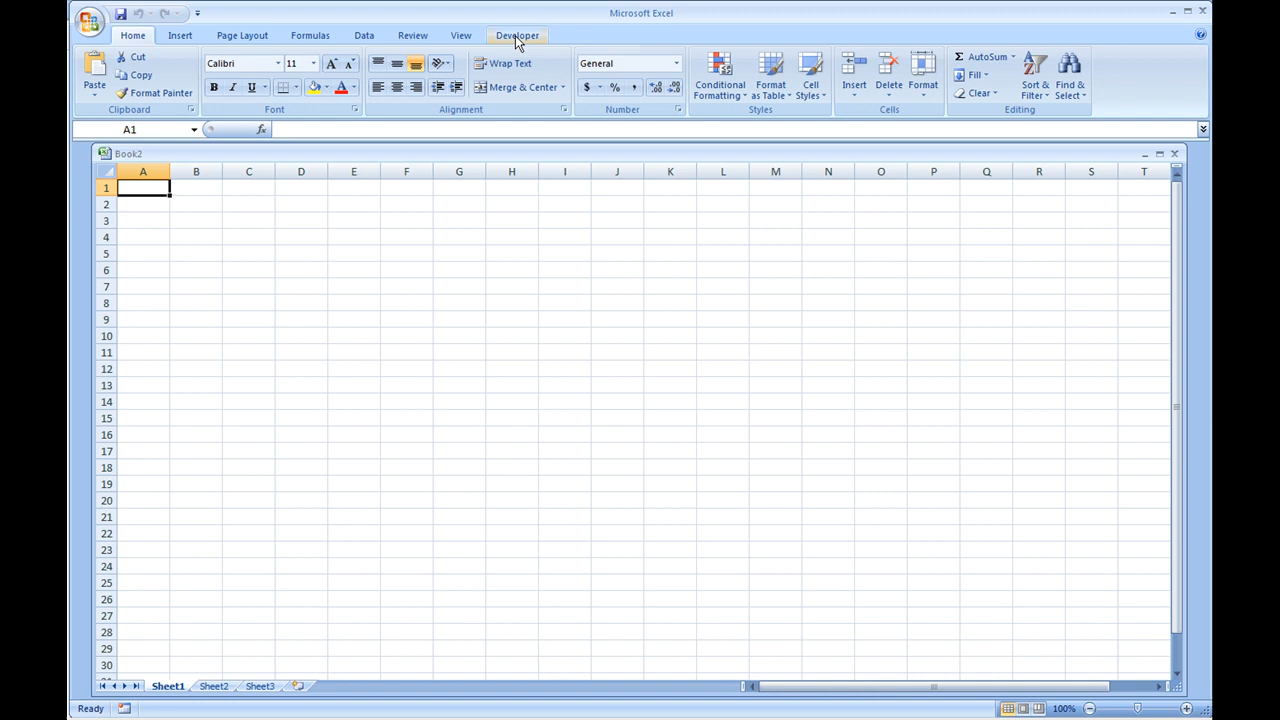 Microsoft Excel
Home Insert Page Layout Formulas Data Review View Developer
Cut
Copy
Format Painter
Paste
Clipboard
Calibri 11
B I U
Font
Wrap Text
Merge & Center
Alignment
General
$ % ,
Number
Conditional Formatting
Format as Table
Cell Styles
Styles
Insert Delete Format
Cells
Σ AutoSum
Fill
Clear
Sort & Filter
Find & Select
Editing
A1 fx
Book2
A B C D E F G H I J K L M N O P Q R S T
1
2
3
4
5
6
7
8
9
10
11
12
13
14
15
16
17
18
19
20
21
22
23
24
25
26
27
28
29
30
Sheet1 Sheet2 Sheet3
Ready 100%